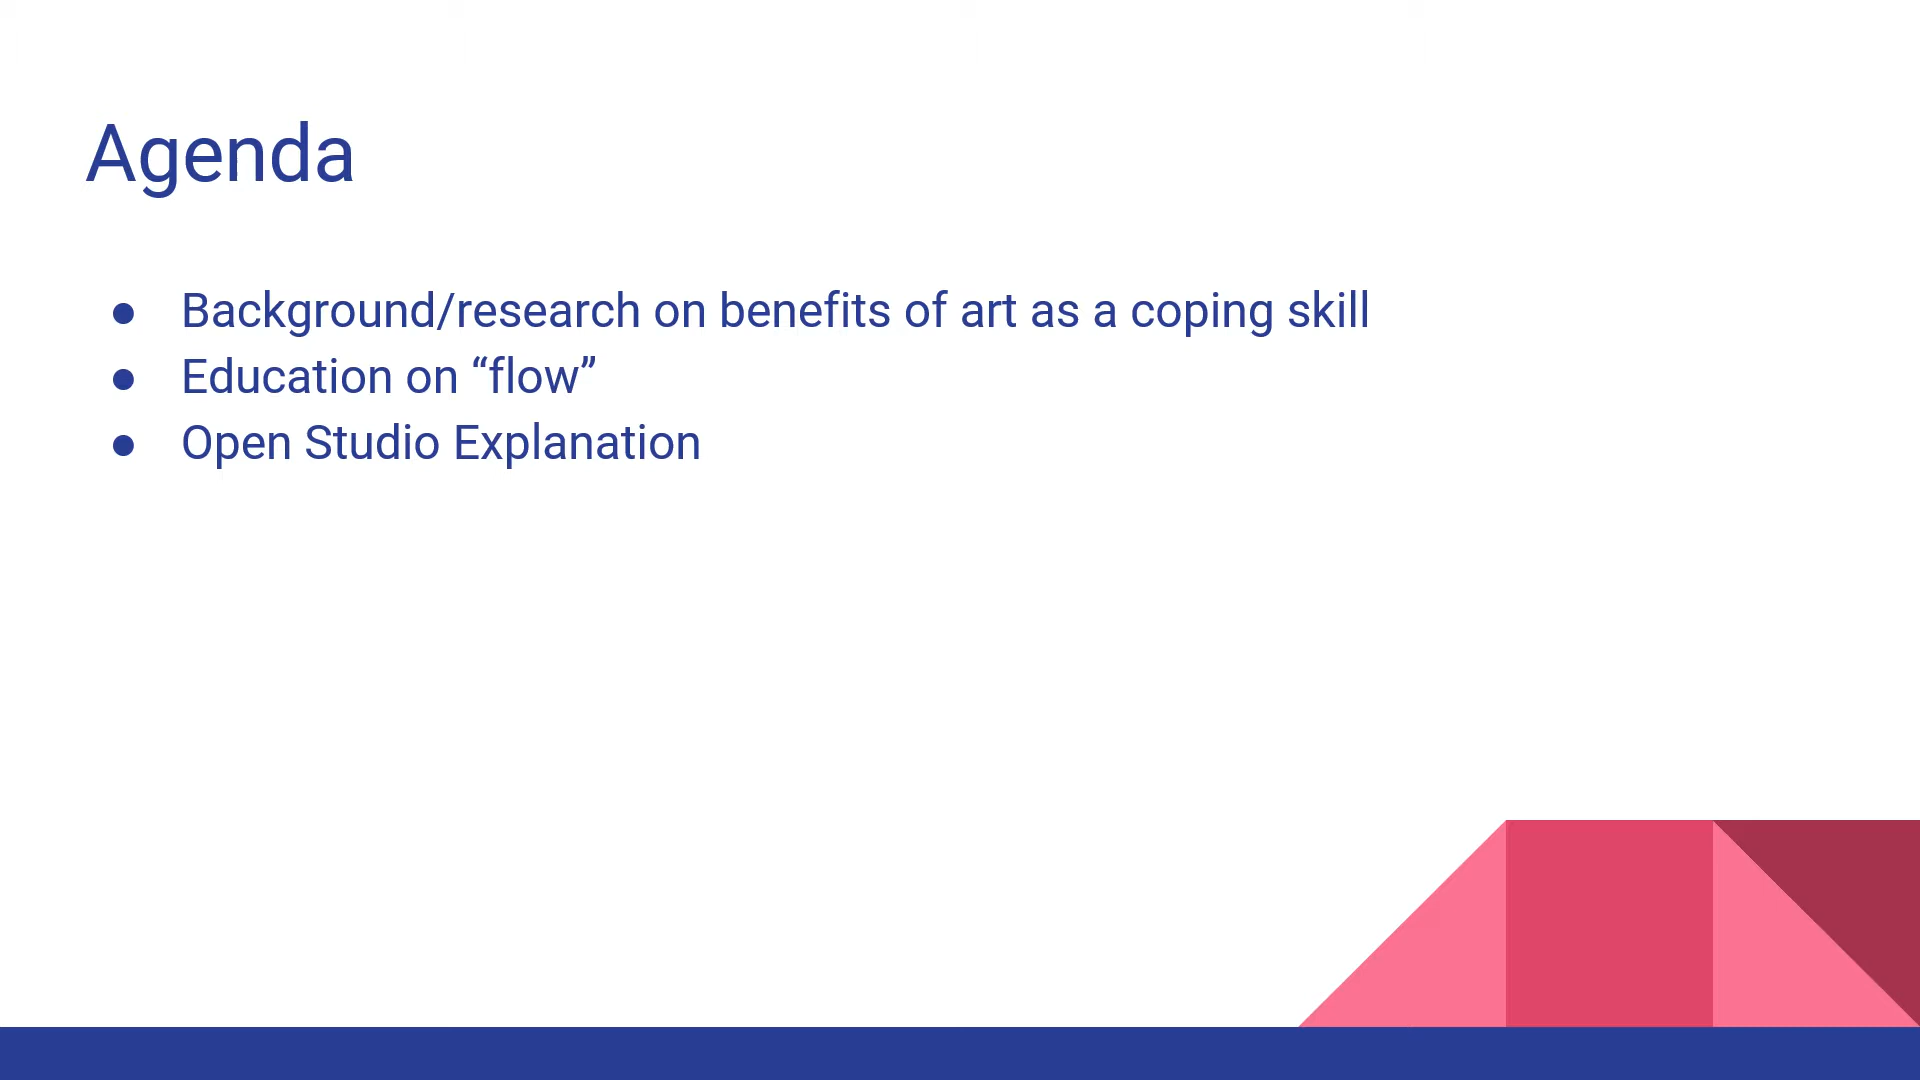 Agenda
● Background/research on benefits of art as a coping skill
● Education on “flow”
● Open Studio Explanation